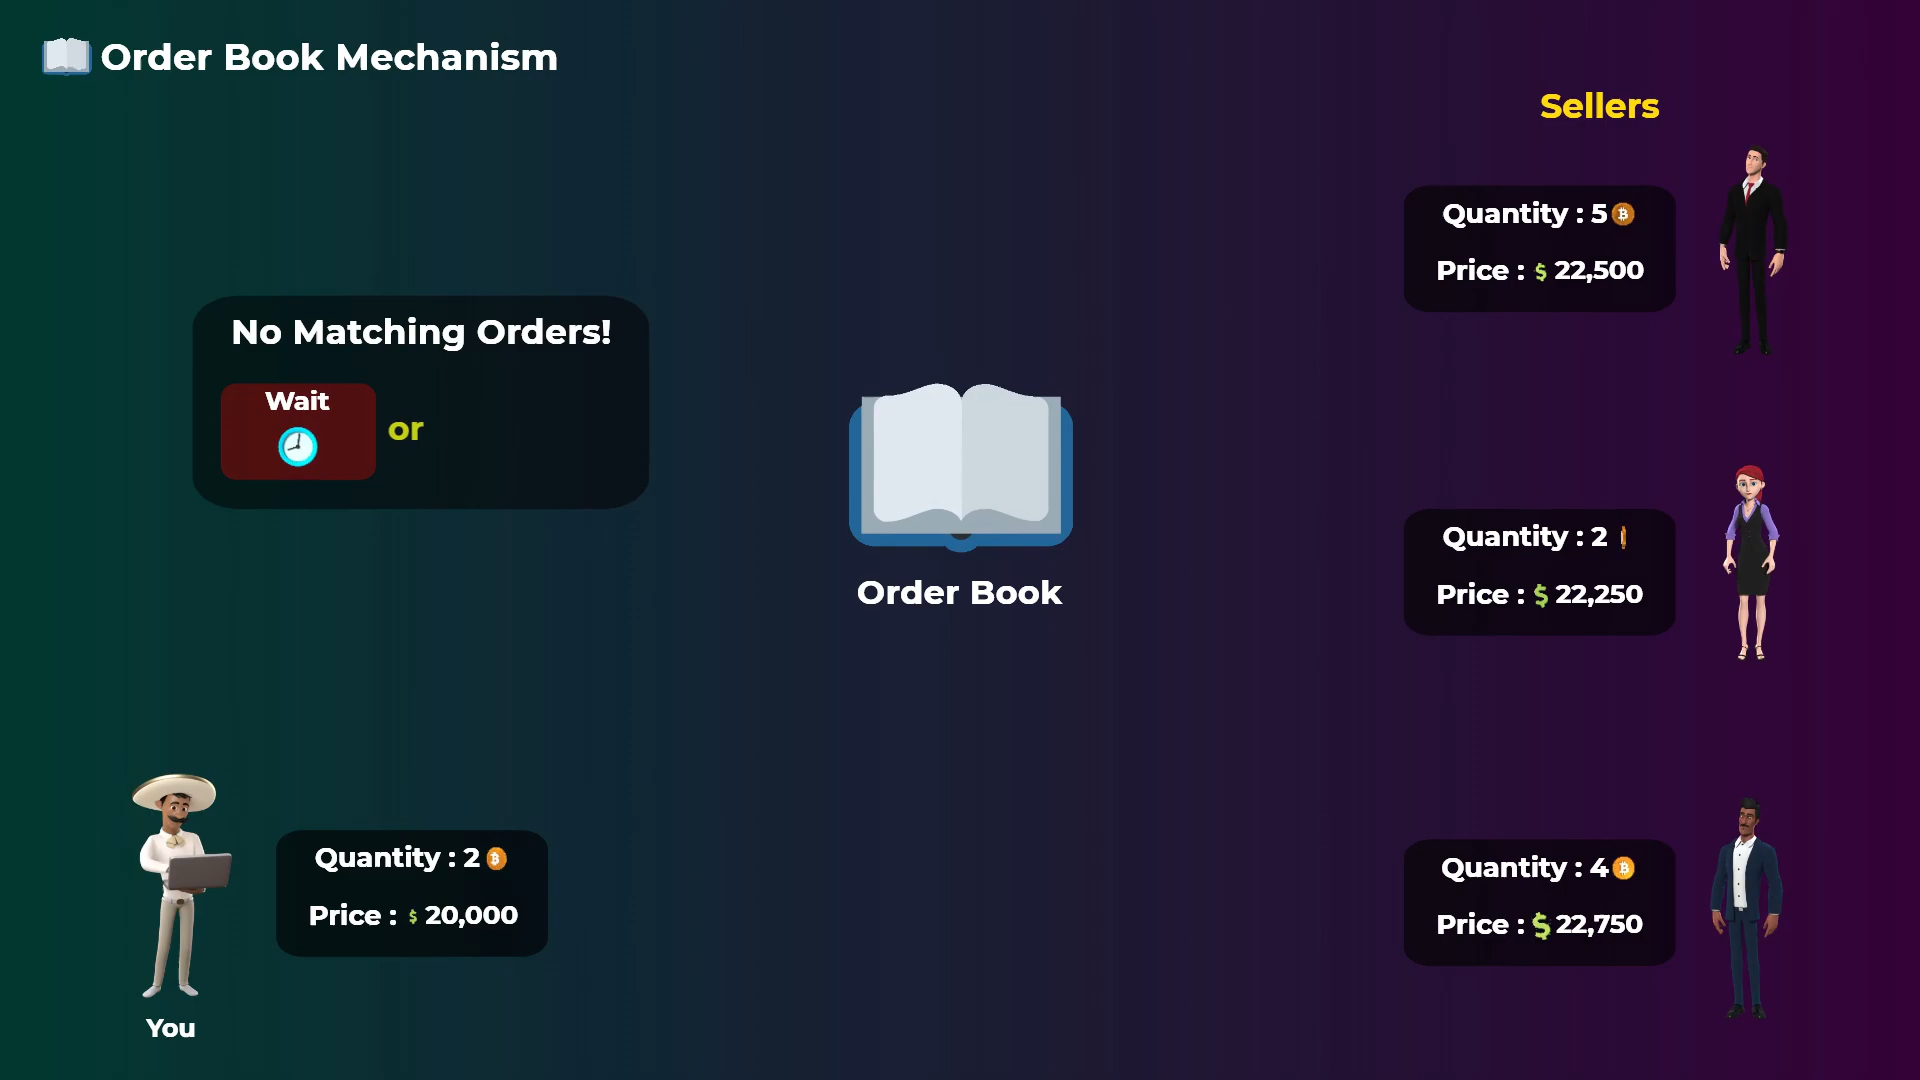 Order Book Mechanism
Sellers
Quantity : 5
Price : $ 22,500
No Matching Orders!
Wait
or
Order Book
Quantity : 2
Price : $ 22,250
Quantity : 2
Price : $ 20,000
You
Quantity : 4
Price : $ 22,750